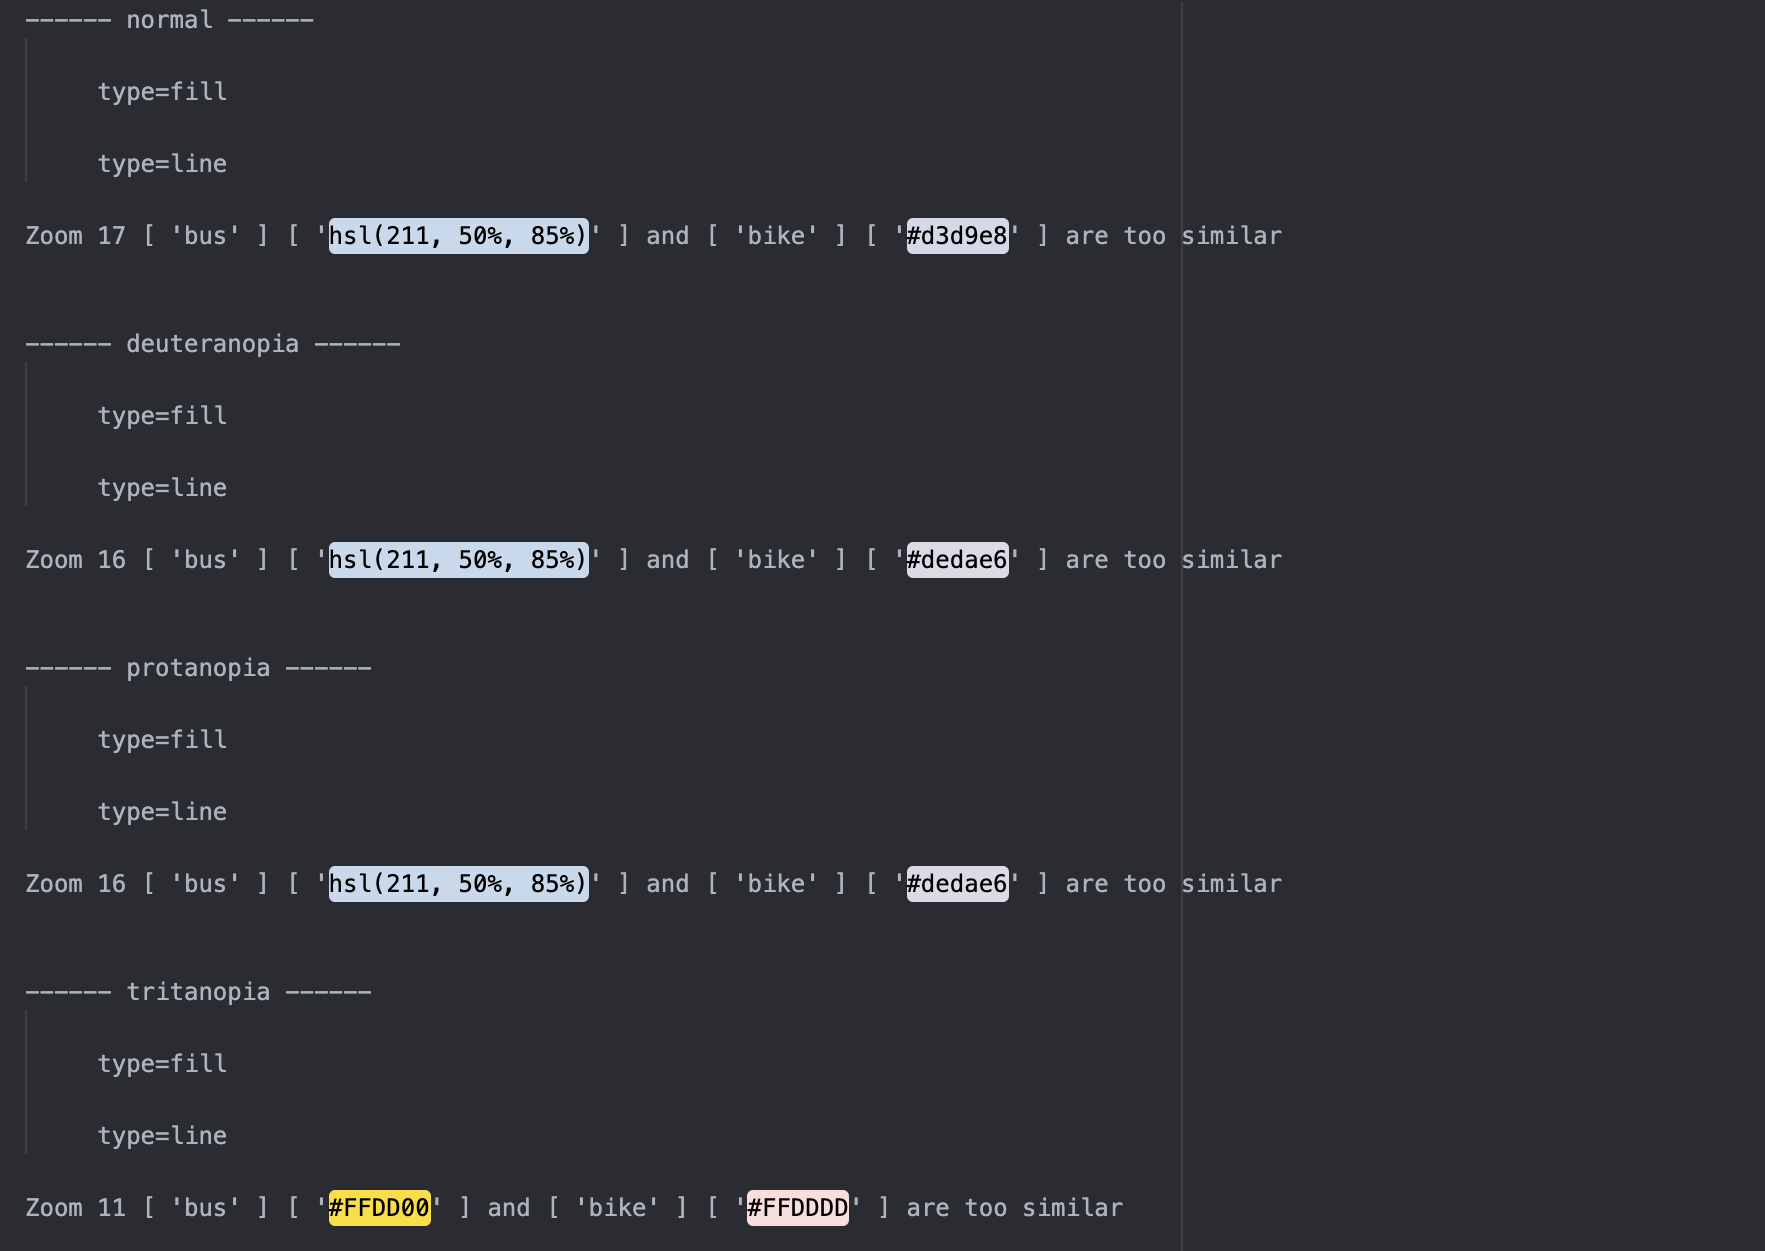 ------ normal ------
type=fill
type=line
Zoom 17 [ 'bus' ] [ 'hsl(211, 50%, 85%)' ] and [ 'bike' ] [ '#d3d9e8' ] are too similar
------ deuteranopia ------
type=fill
type=line
Zoom 16 [ 'bus' ] [ 'hsl(211, 50%, 85%)' ] and [ 'bike' ] [ '#dedae6' ] are too similar
------ protanopia ------
type=fill
type=line
Zoom 16 [ 'bus' ] [ 'hsl(211, 50%, 85%)' ] and [ 'bike' ] [ '#dedae6' ] are too similar
------ tritanopia ------
type=fill
type=line
Zoom 11 [ 'bus' ] [ '#FFDD00' ] and [ 'bike' ] [ '#FFDDDD' ] are too similar